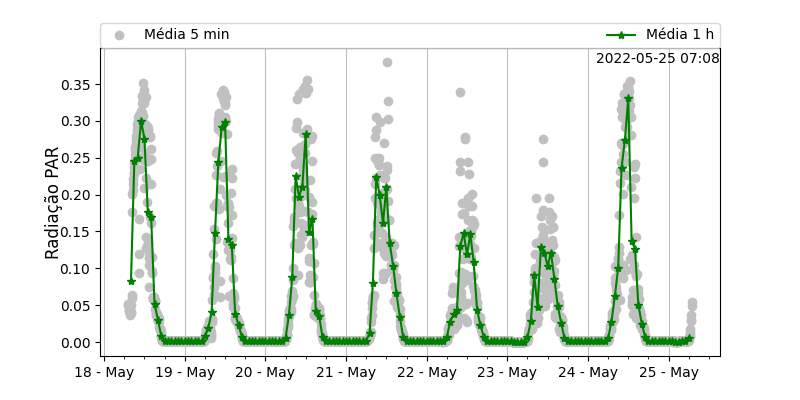 Média 5 min
Média 1 h
2022-05-25 07:08
Radiação PAR
0.35
0.30
0.25
0.20
0.15
0.10
0.05
0.00
18 - May
19 - May
20 - May
21 - May
22 - May
23 - May
24 - May
25 - May